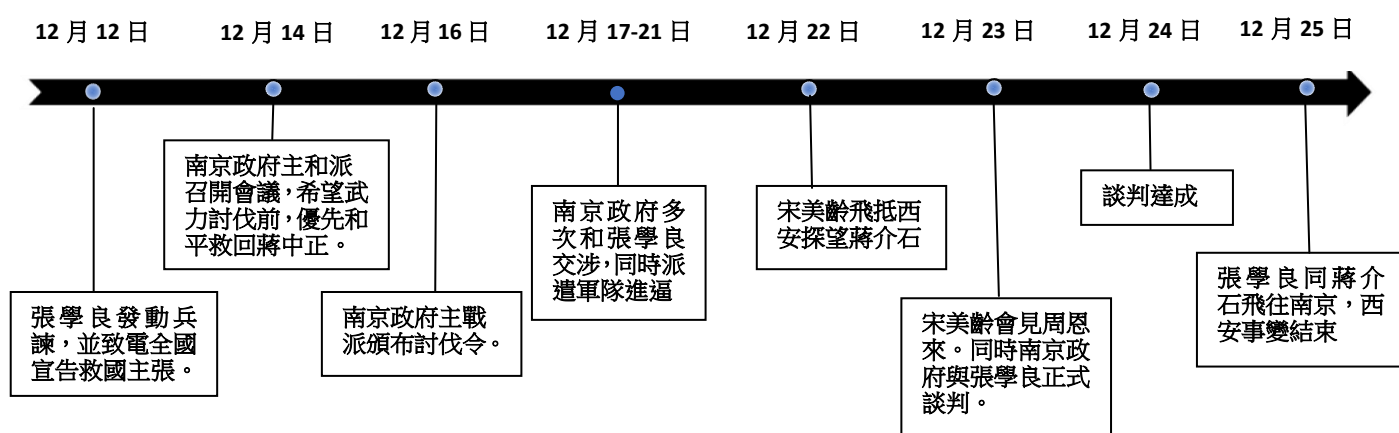 12 月 12 日
12 月 14 日
12 月 16 日
12 月 17-21 日
12 月 22 日
12 月 23 日
12 月 24 日
12 月 25 日
張學良發動兵
諫，並致電全國
宣告救國主張。
南京政府主和派
召開會議，希望武
力討伐前，優先和
平救回蔣中正。
南京政府主戰
派頒布討伐令。
南京政府多
次和張學良
交涉，同時派
遣軍隊進逼
宋美齡飛抵西
安探望蔣介石
宋美齡會見周恩
來。同時南京政
府與張學良正式
談判。
談判達成
張學良同蔣介
石飛往南京，西
安事變結束